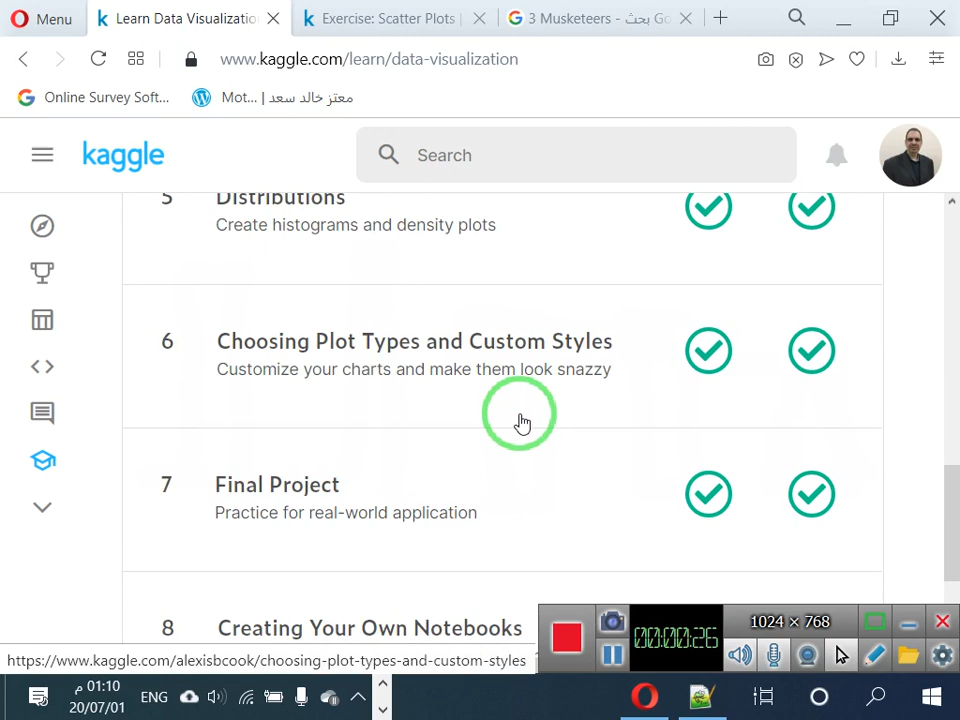 Menu
Learn Data Visualizatio
Exercise: Scatter Plots |
3 Musketeers - بحث Go
www.kaggle.com/learn/data-visualization
Online Survey Soft...
Mot... | معتز خالد سعد
kaggle
Search
5
Distributions
Create histograms and density plots
6
Choosing Plot Types and Custom Styles
Customize your charts and make them look snazzy
7
Final Project
Practice for real-world application
8
Creating Your Own Notebooks
00:00:26
1024 × 768
https://www.kaggle.com/alexisbcook/choosing-plot-types-and-custom-styles
01:10 م
ENG
20/07/01